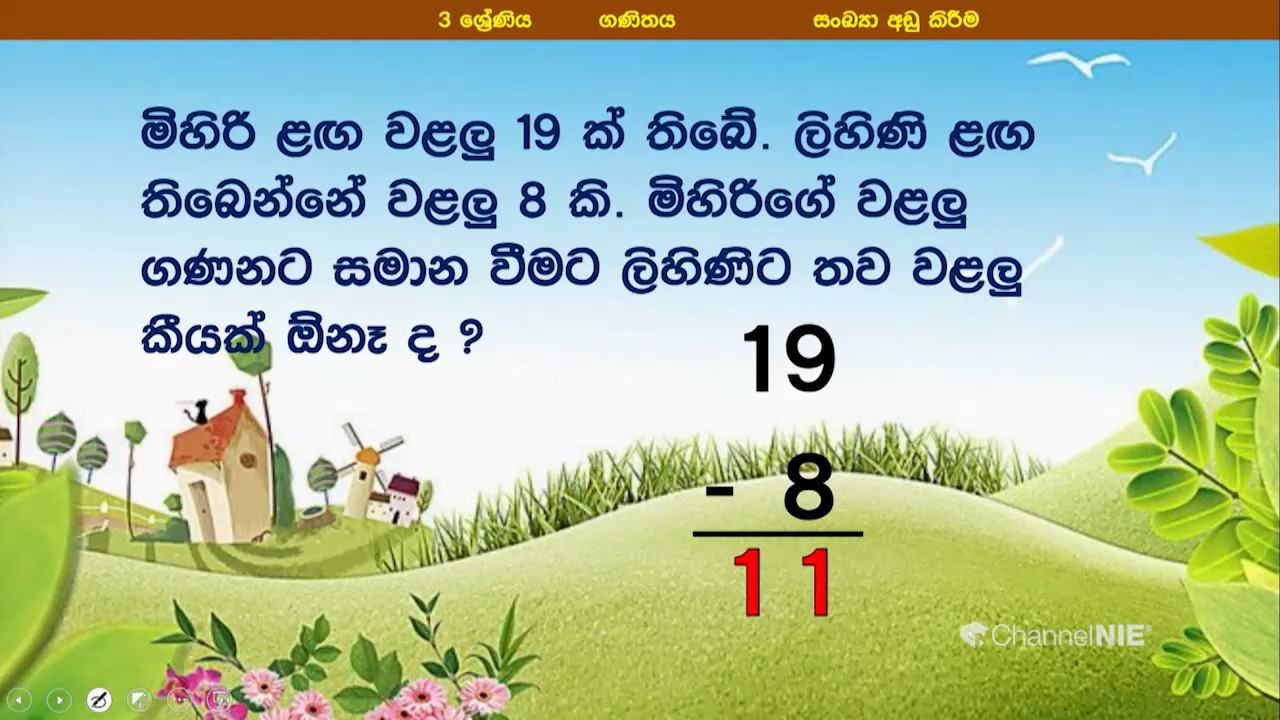 3 ශ්‍රේණිය ගණිතය සංඛ්‍යා අඩු කිරීම
මිහිරි ළඟ වළලු 19 ක් තිබේ. ලිහිණි ළඟ
තිබෙන්නේ වළලු 8 කි. මිහිරිගේ වළලු
ගණනට සමාන වීමට ලිහිණිට තව වළලු
කීයක් ඕනෑ ද ?
19
- 8
11
ChannelNIE